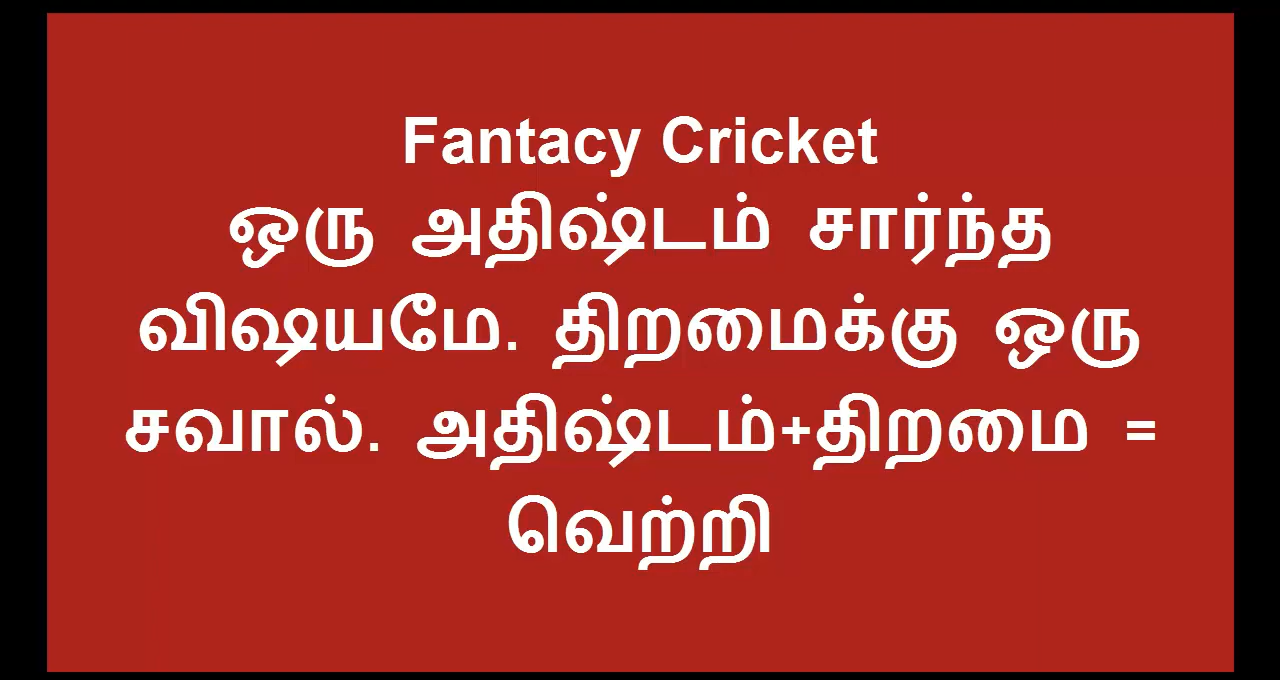 Fantacy Cricket
ஒரு அதிஷ்டம் சார்ந்த
விஷயமே. திறமைக்கு ஒரு
சவால். அதிஷ்டம்+திறமை =
வெற்றி